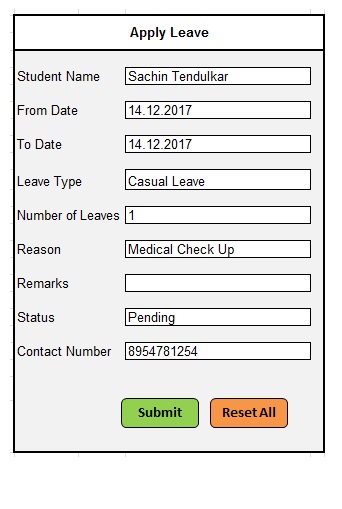 Apply Leave
Student Name Sachin Tendulkar
From Date 14.12.2017
To Date 14.12.2017
Leave Type Casual Leave
Number of Leaves 1
Reason Medical Check Up
Remarks
Status Pending
Contact Number 8954781254
Submit Reset All